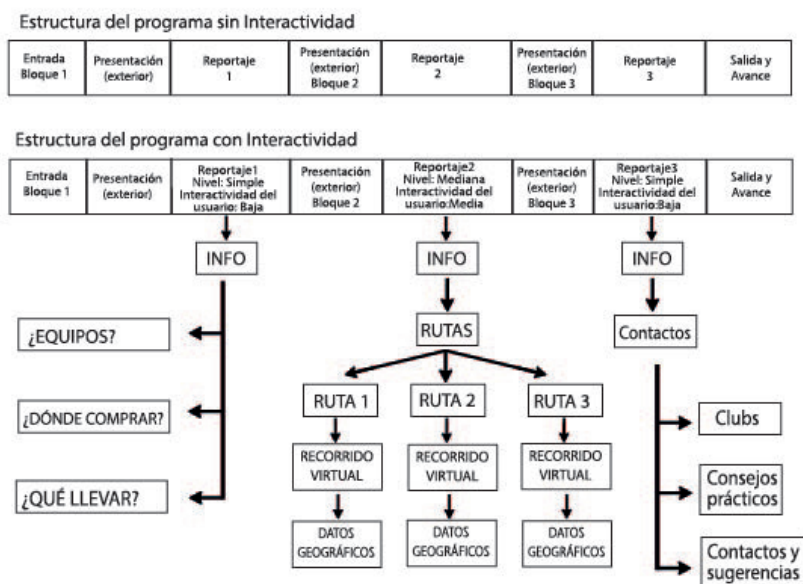 Estructura del programa sin Interactividad
Entrada
Bloque 1
Presentación
(exterior)
Reportaje
1
Presentación
(exterior)
Bloque 2
Reportaje
2
Presentación
(exterior)
Bloque 3
Reportaje
3
Salida y
Avance
Estructura del programa con Interactividad
Entrada
Bloque 1
Presentación
(exterior)
Reportaje1
Nivel: Simple
Interactividad del
usuario: Baja
Presentación
(exterior)
Bloque 2
Reportaje2
Nivel: Mediana
Interactividad del
usuario:Media
Presentación
(exterior)
Bloque 3
Reportaje3
Nivel: Simple
Interactividad del
usuario:Baja
Salida y
Avance
INFO
INFO
INFO
¿EQUIPOS?
RUTAS
Contactos
¿DÓNDE COMPRAR?
RUTA 1
RUTA 2
RUTA 3
Clubs
¿QUÉ LLEVAR?
RECORRIDO
VIRTUAL
RECORRIDO
VIRTUAL
RECORRIDO
VIRTUAL
Consejos
prácticos
DATOS
GEOGRÁFICOS
DATOS
GEOGRÁFICOS
DATOS
GEOGRÁFICOS
Contactos y
sugerencias